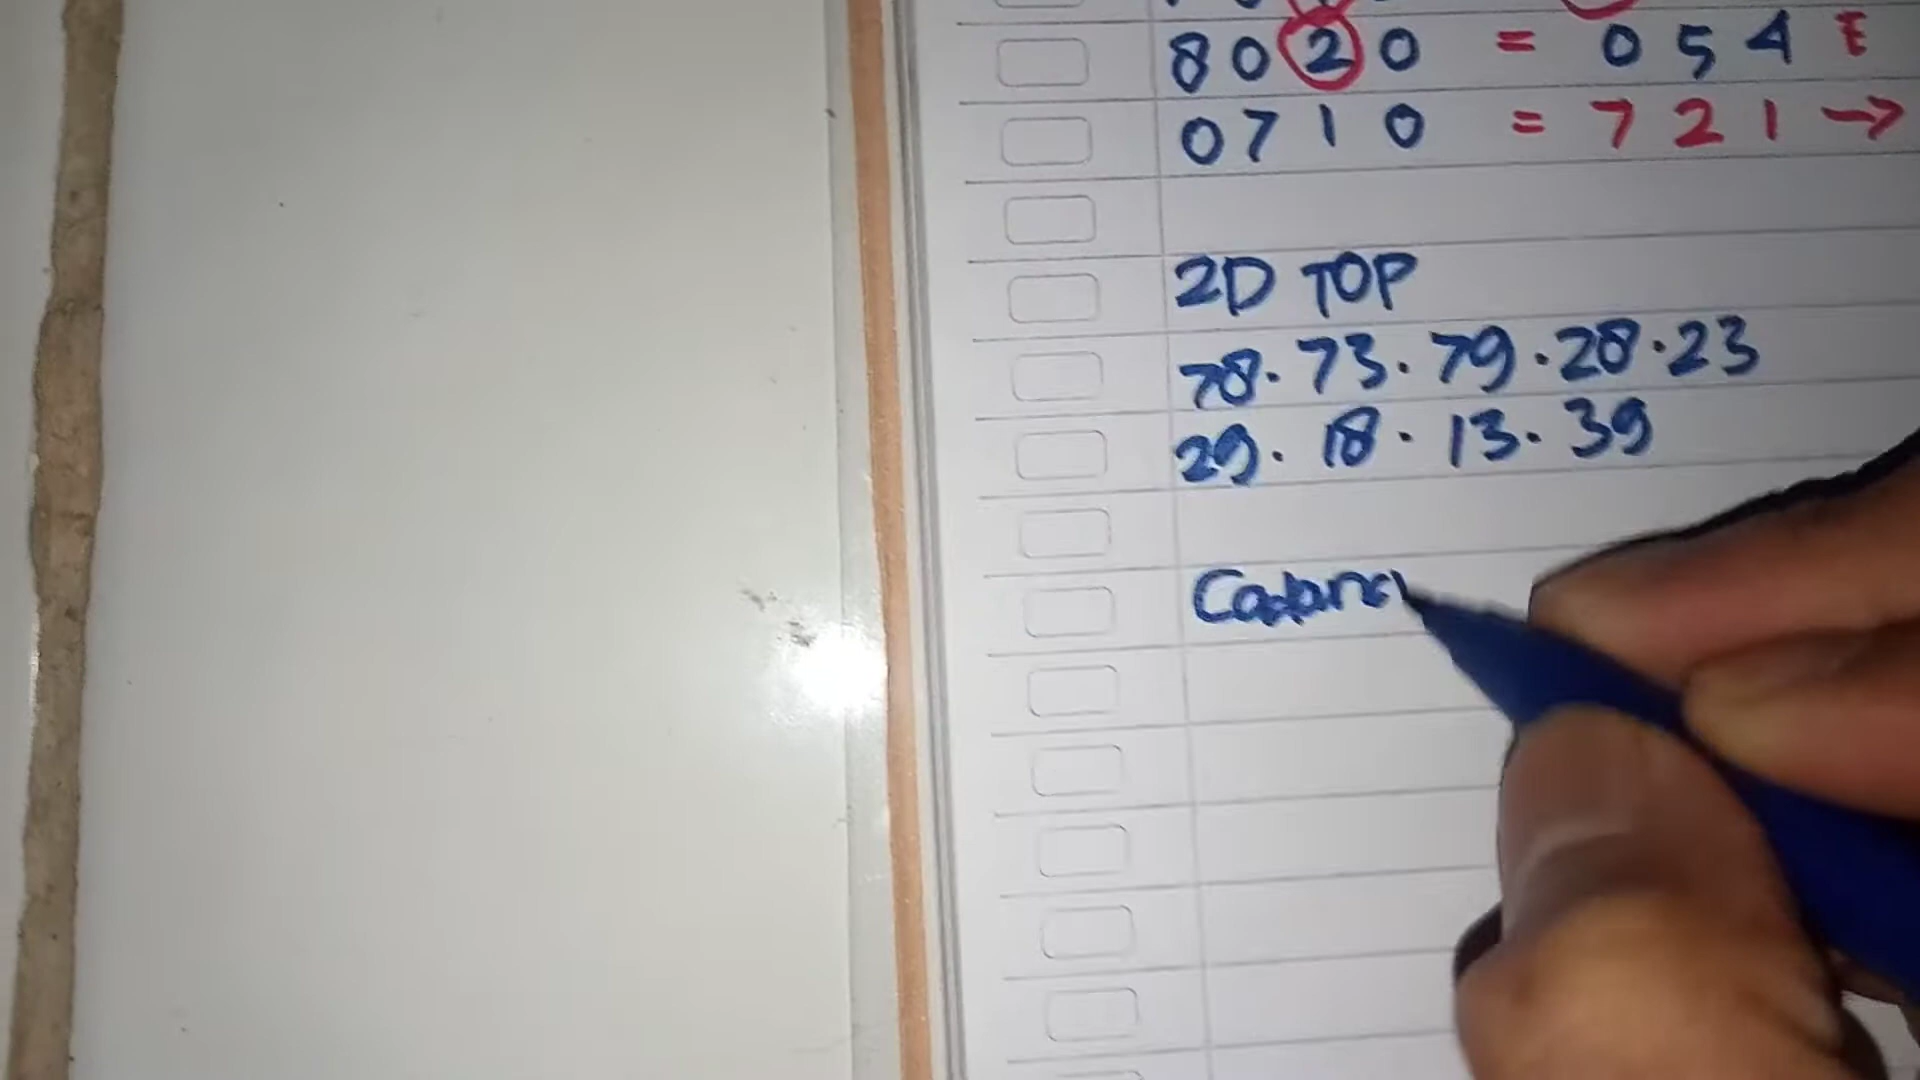 8020 = 054 E
0710 = 721 →
2D TOP
78. 73. 79. 28. 23
29. 18. 13. 39